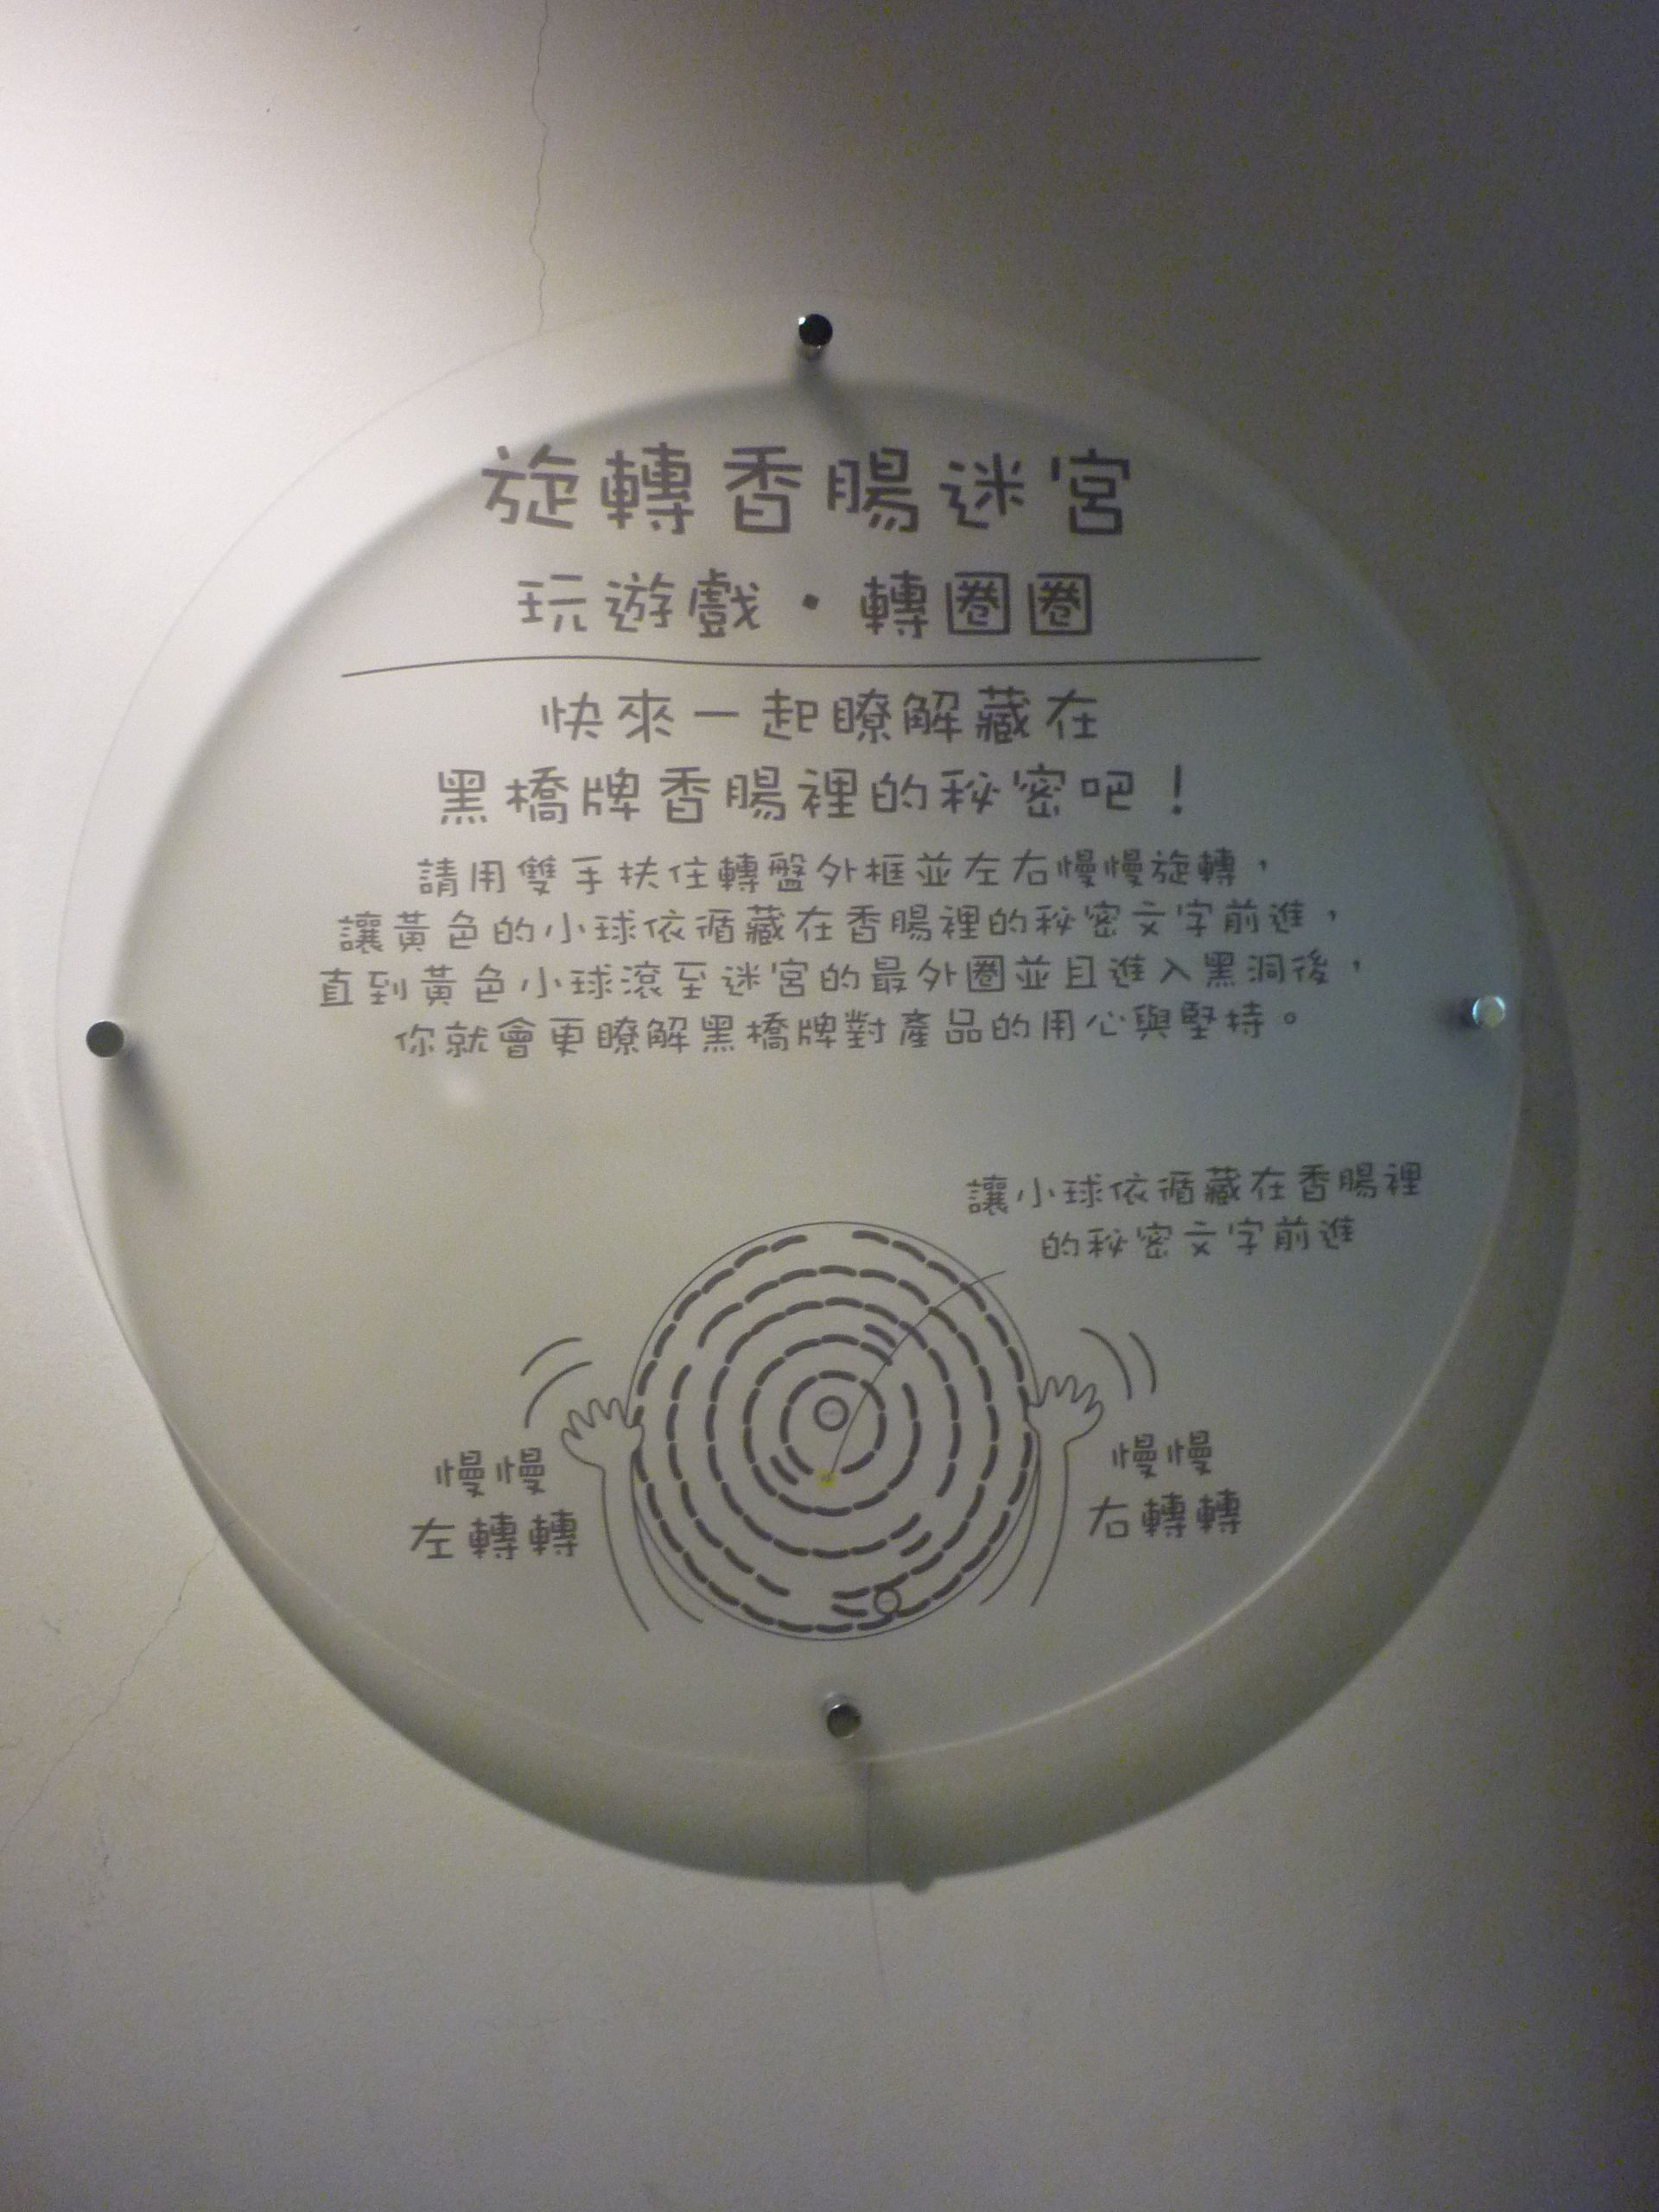 旋轉香腸迷宮
玩遊戲・轉圈圈
快來一起瞭解藏在
黑橋牌香腸裡的秘密吧！
請用雙手扶住轉盤外框並左右慢慢旋轉，
讓黃色的小球依循藏在香腸裡的秘密文字前進，
直到黃色小球滾至迷宮的最外圈並且進入黑洞後，
你就會更瞭解黑橋牌對產品的用心與堅持。
讓小球依循藏在香腸裡
的秘密文字前進
慢慢
左轉轉
慢慢
右轉轉